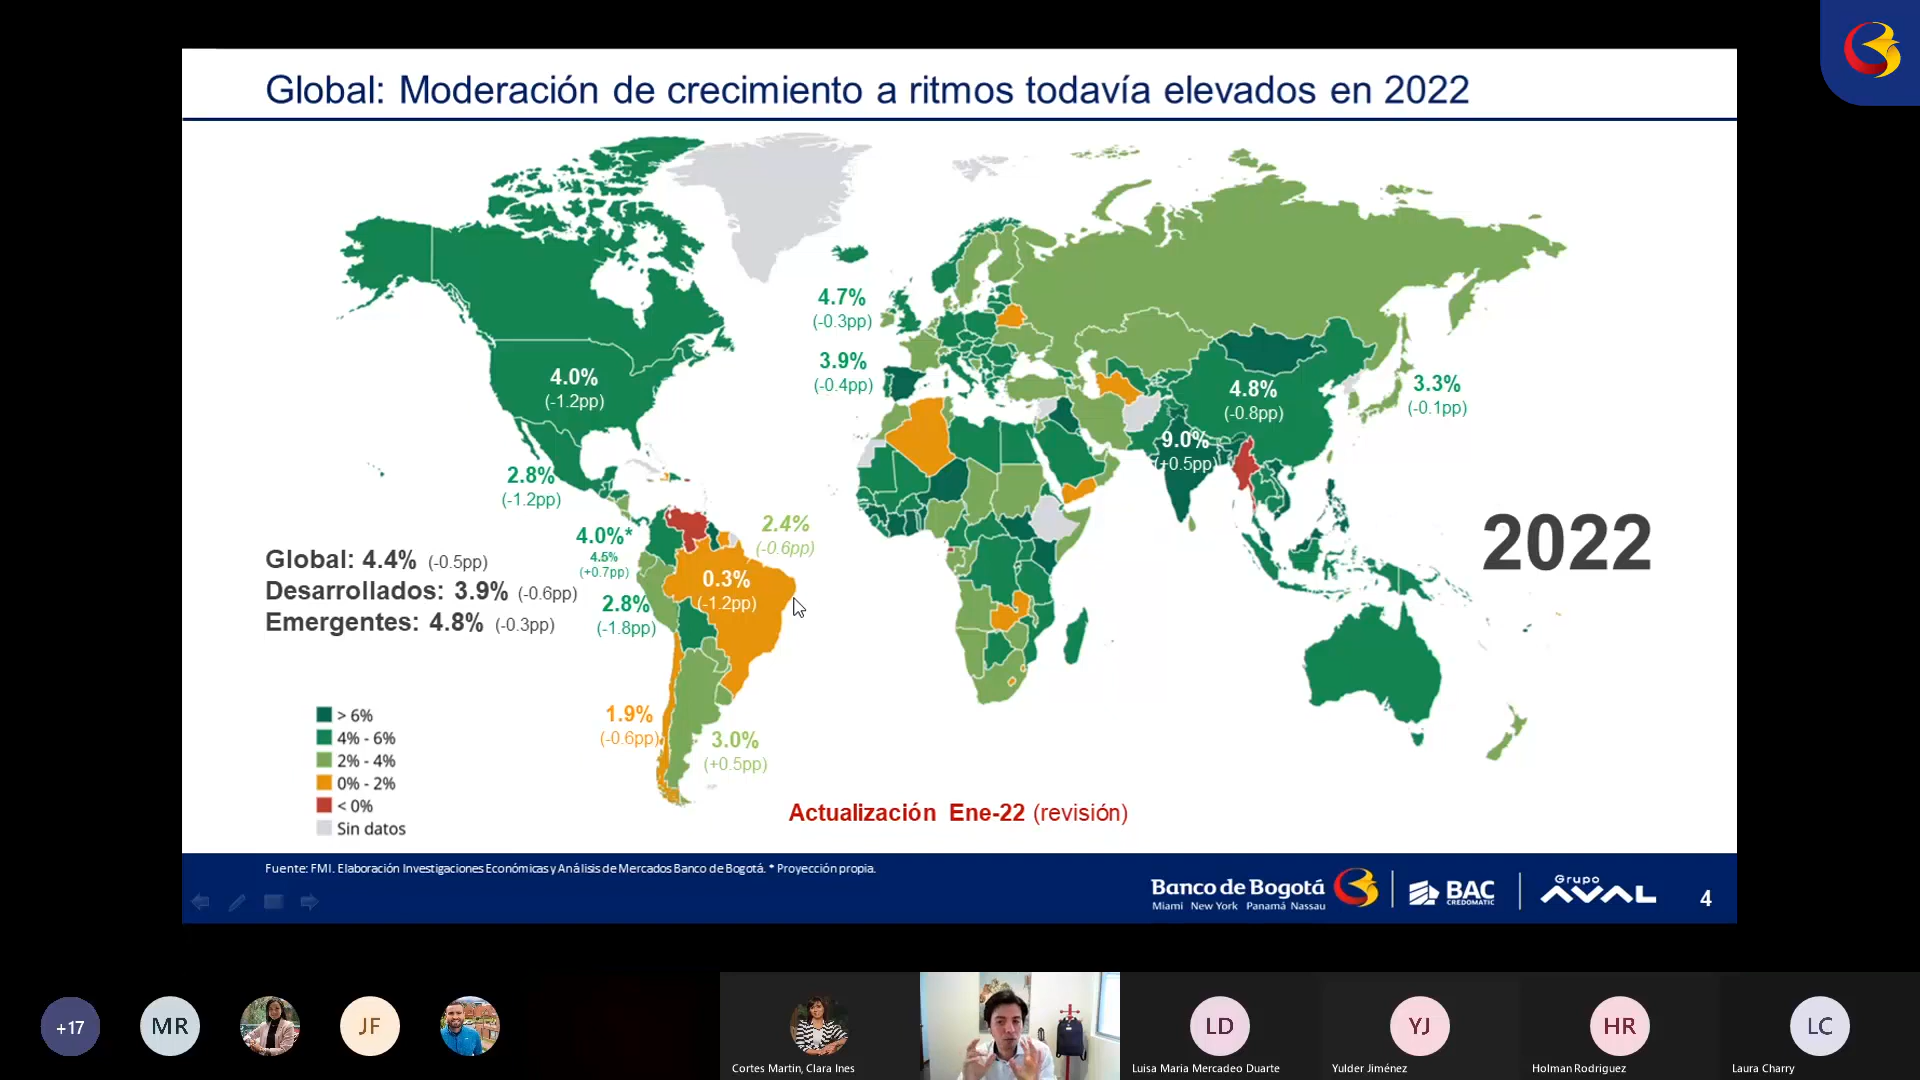 Global: Moderación de crecimiento a ritmos todavía elevados en 2022
4.7%
(-0.3pp)
3.9%
(-0.4pp)
4.0%
(-1.2pp)
4.8%
(-0.8pp)
3.3%
(-0.1pp)
9.0%
(+0.5pp)
2.8%
(-1.2pp)
4.0%*
4.5%
(+0.7pp)
2.4%
(-0.6pp)
2022
Global: 4.4% (-0.5pp)
Desarrollados: 3.9% (-0.6pp)
Emergentes: 4.8% (-0.3pp)
0.3%
(-1.2pp)
2.8%
(-1.8pp)
1.9%
(-0.6pp)
3.0%
(+0.5pp)
> 6%
4% - 6%
2% - 4%
0% - 2%
< 0%
Sin datos
Actualización Ene-22 (revisión)
Fuente: FMI. Elaboración Investigaciones Económicas y Análisis de Mercados Banco de Bogotá. * Proyección propia.
Banco de Bogotá
Miami New York Panamá Nassau
BAC
CREDOMATIC
Grupo
AVAL
4
+17
MR
JF
LD
YJ
HR
LC
Cortes Martin, Clara Ines
Luisa Maria Mercadeo Duarte
Yulder Jiménez
Holman Rodriguez
Laura Charry